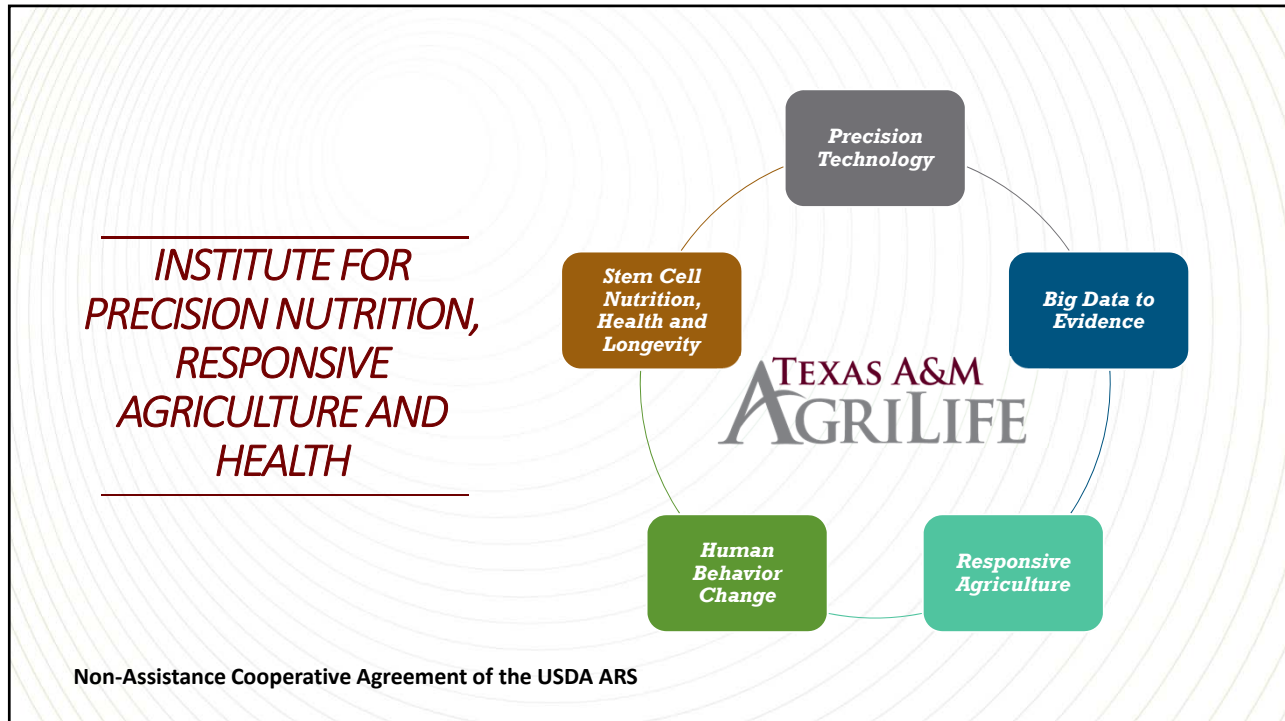 INSTITUTE FOR
PRECISION NUTRITION,
RESPONSIVE
AGRICULTURE AND
HEALTH
Precision
Technology
Big Data to
Evidence
Responsive
Agriculture
Human
Behavior
Change
Stem Cell
Nutrition,
Health and
Longevity
TEXAS A&M
AGRILIFE
Non-Assistance Cooperative Agreement of the USDA ARS